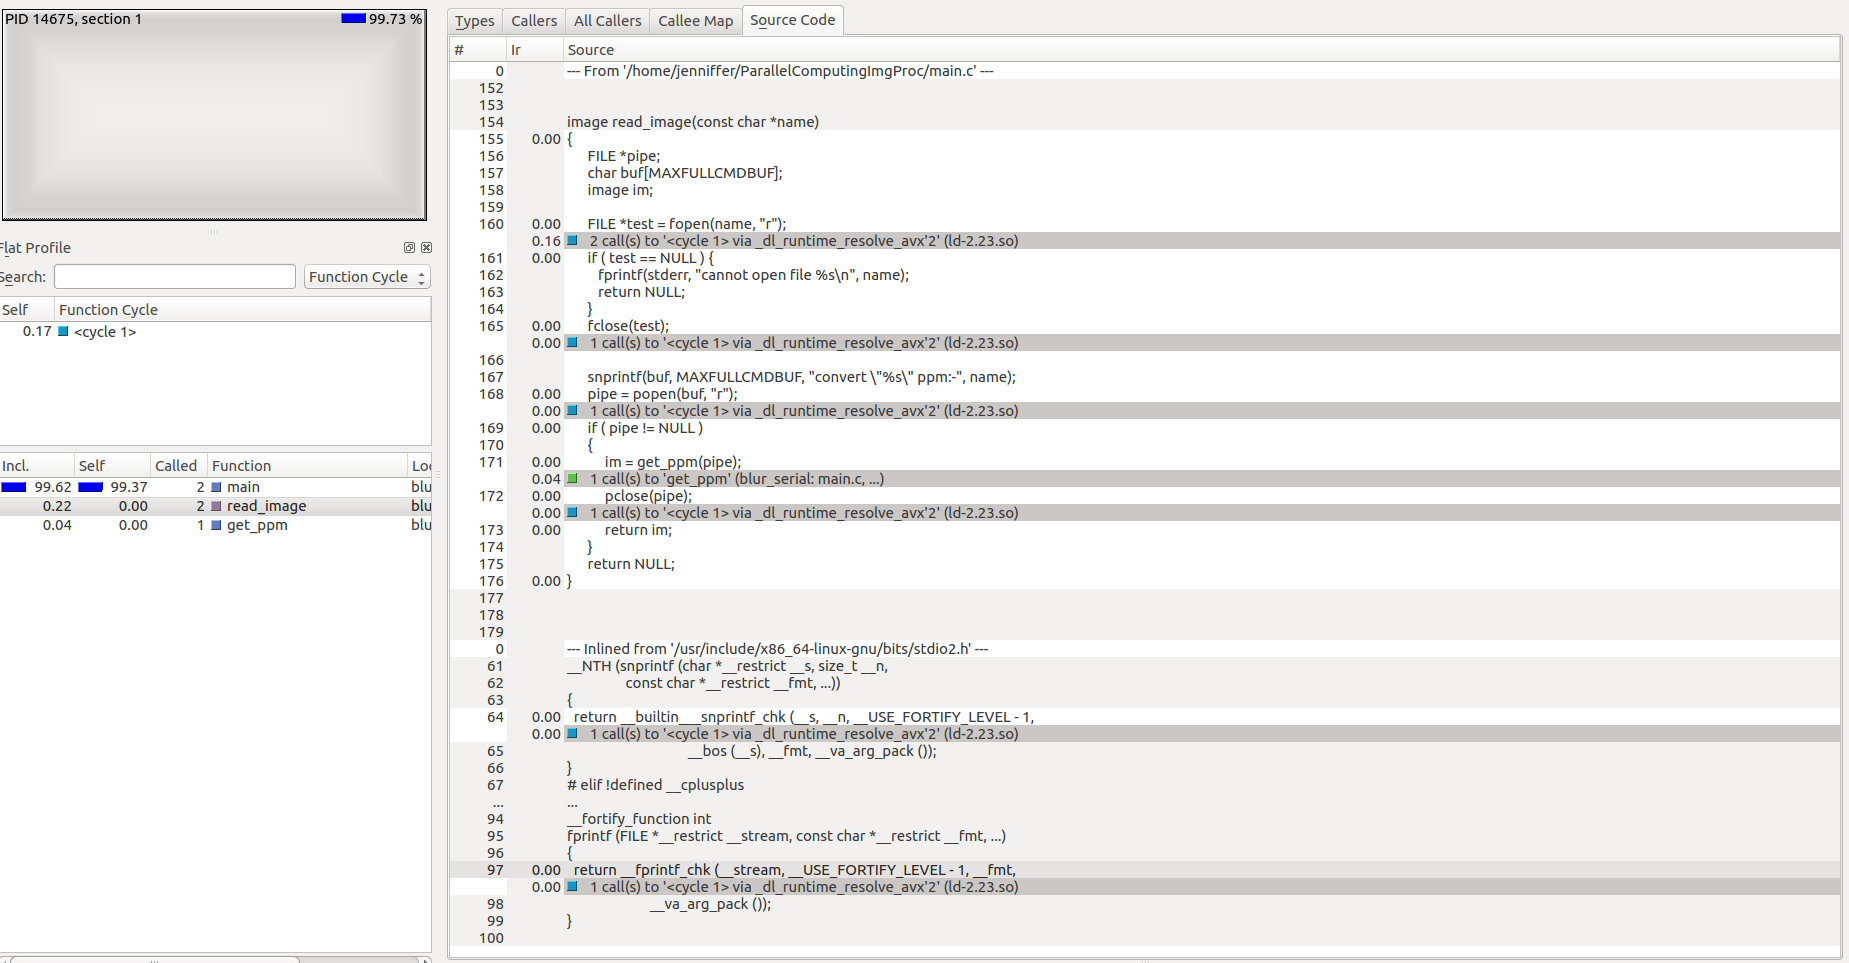 PID 14675, section 1 99.73 %
Flat Profile
Search: Function Cycle
Self Function Cycle
0.17 <cycle 1>
Incl. Self Called Function Loc
99.62 99.37 2 main blu
0.22 0.00 2 read_image blu
0.04 0.00 1 get_ppm blu
Types Callers All Callers Callee Map Source Code
# Ir Source
0 --- From '/home/jenniffer/ParallelComputingImgProc/main.c' ---
152
153
154 image read_image(const char *name)
155 0.00 {
156 FILE *pipe;
157 char buf[MAXFULLCMDBUF];
158 image im;
159
160 0.00 FILE *test = fopen(name, "r");
0.16 2 call(s) to '<cycle 1> via _dl_runtime_resolve_avx'2' (ld-2.23.so)
161 0.00 if ( test == NULL ) {
162 fprintf(stderr, "cannot open file %s\n", name);
163 return NULL;
164 }
165 0.00 fclose(test);
0.00 1 call(s) to '<cycle 1> via _dl_runtime_resolve_avx'2' (ld-2.23.so)
166
167 snprintf(buf, MAXFULLCMDBUF, "convert \"%s\" ppm:-", name);
168 0.00 pipe = popen(buf, "r");
0.00 1 call(s) to '<cycle 1> via _dl_runtime_resolve_avx'2' (ld-2.23.so)
169 0.00 if ( pipe != NULL )
170 {
171 0.00 im = get_ppm(pipe);
0.04 1 call(s) to 'get_ppm' (blur_serial: main.c, ...)
172 0.00 pclose(pipe);
0.00 1 call(s) to '<cycle 1> via _dl_runtime_resolve_avx'2' (ld-2.23.so)
173 0.00 return im;
174 }
175 return NULL;
176 0.00 }
177
178
179
0 --- Inlined from '/usr/include/x86_64-linux-gnu/bits/stdio2.h' ---
61 __NTH (snprintf (char *__restrict __s, size_t __n,
62 const char *__restrict __fmt, ...))
63 {
64 0.00 return __builtin___snprintf_chk (__s, __n, __USE_FORTIFY_LEVEL - 1,
0.00 1 call(s) to '<cycle 1> via _dl_runtime_resolve_avx'2' (ld-2.23.so)
65 __bos (__s), __fmt, __va_arg_pack ());
66 }
67 # elif !defined __cplusplus
... ...
94 __fortify_function int
95 fprintf (FILE *__restrict __stream, const char *__restrict __fmt, ...)
96 {
97 0.00 return __fprintf_chk (__stream, __USE_FORTIFY_LEVEL - 1, __fmt,
0.00 1 call(s) to '<cycle 1> via _dl_runtime_resolve_avx'2' (ld-2.23.so)
98 __va_arg_pack ());
99 }
100